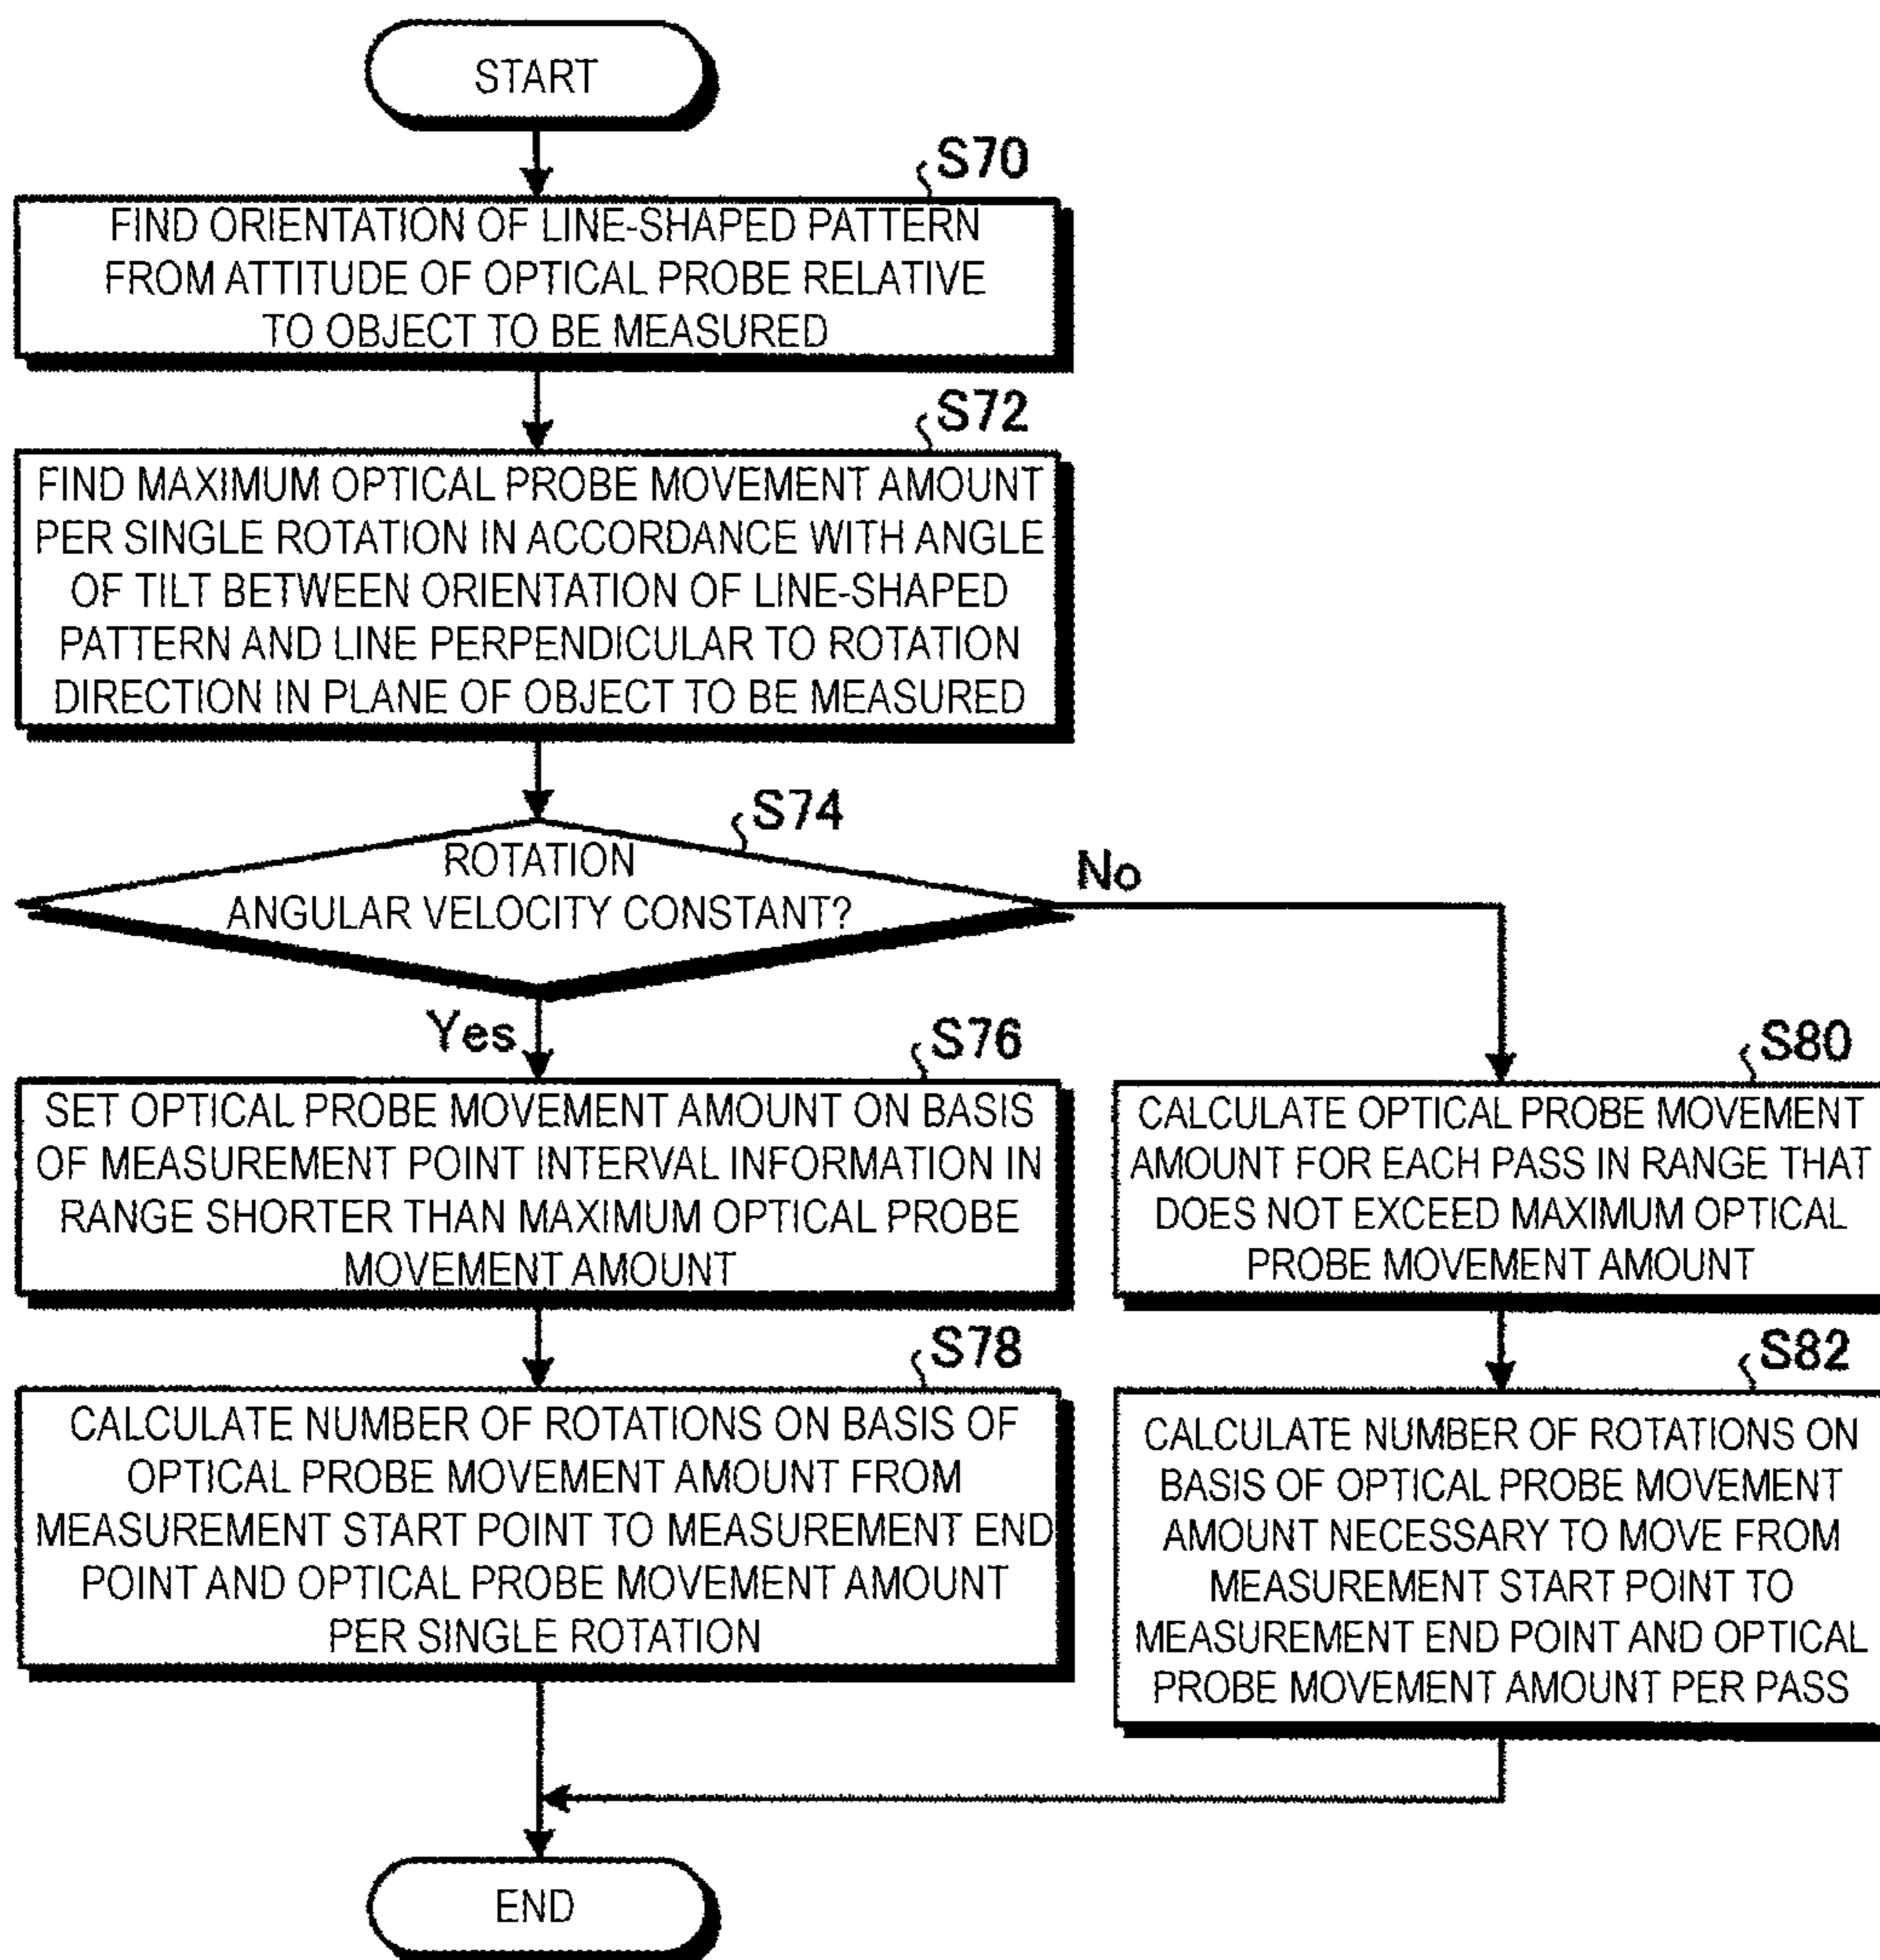 START
S70
FIND ORIENTATION OF LINE-SHAPED PATTERN
FROM ATTITUDE OF OPTICAL PROBE RELATIVE
TO OBJECT TO BE MEASURED
S72
FIND MAXIMUM OPTICAL PROBE MOVEMENT AMOUNT
PER SINGLE ROTATION IN ACCORDANCE WITH ANGLE
OF TILT BETWEEN ORIENTATION OF LINE-SHAPED
PATTERN AND LINE PERPENDICULAR TO ROTATION
DIRECTION IN PLANE OF OBJECT TO BE MEASURED
S74
ROTATION
ANGULAR VELOCITY CONSTANT?
No
Yes
S76
SET OPTICAL PROBE MOVEMENT AMOUNT ON BASIS
OF MEASUREMENT POINT INTERVAL INFORMATION IN
RANGE SHORTER THAN MAXIMUM OPTICAL PROBE
MOVEMENT AMOUNT
S78
CALCULATE NUMBER OF ROTATIONS ON BASIS OF
OPTICAL PROBE MOVEMENT AMOUNT FROM
MEASUREMENT START POINT TO MEASUREMENT END
POINT AND OPTICAL PROBE MOVEMENT AMOUNT
PER SINGLE ROTATION
S80
CALCULATE OPTICAL PROBE MOVEMENT
AMOUNT FOR EACH PASS IN RANGE THAT
DOES NOT EXCEED MAXIMUM OPTICAL
PROBE MOVEMENT AMOUNT
S82
CALCULATE NUMBER OF ROTATIONS ON
BASIS OF OPTICAL PROBE MOVEMENT
AMOUNT NECESSARY TO MOVE FROM
MEASUREMENT START POINT TO
MEASUREMENT END POINT AND OPTICAL
PROBE MOVEMENT AMOUNT PER PASS
END